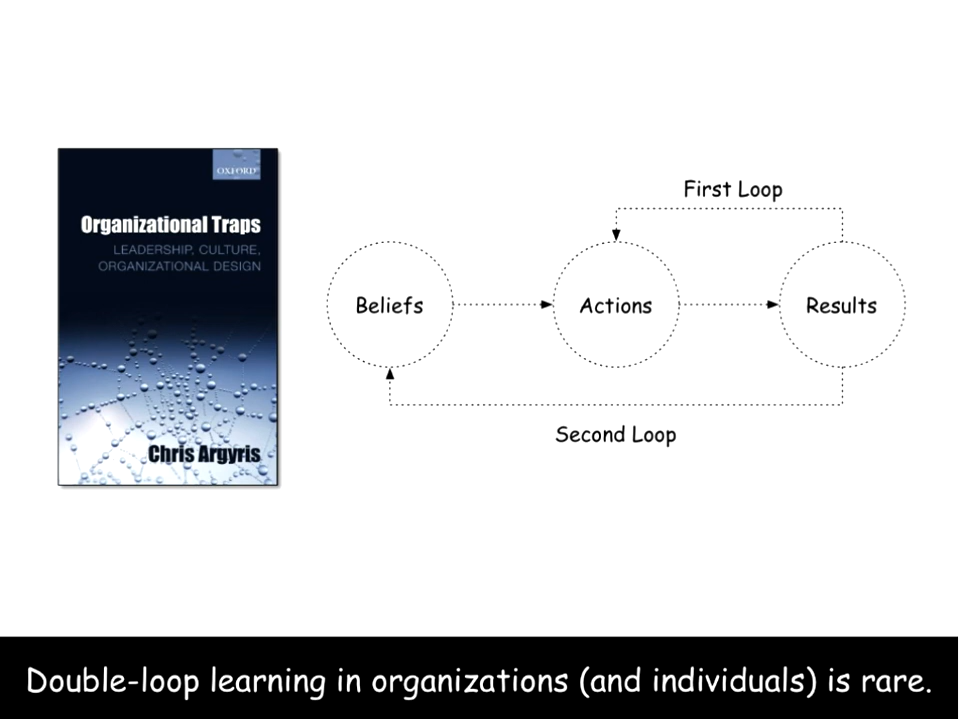 OXFORD
Organizational Traps
LEADERSHIP, CULTURE,
ORGANIZATIONAL DESIGN
Chris Argyris
First Loop
Beliefs
Actions
Results
Second Loop
Double-loop learning in organizations (and individuals) is rare.